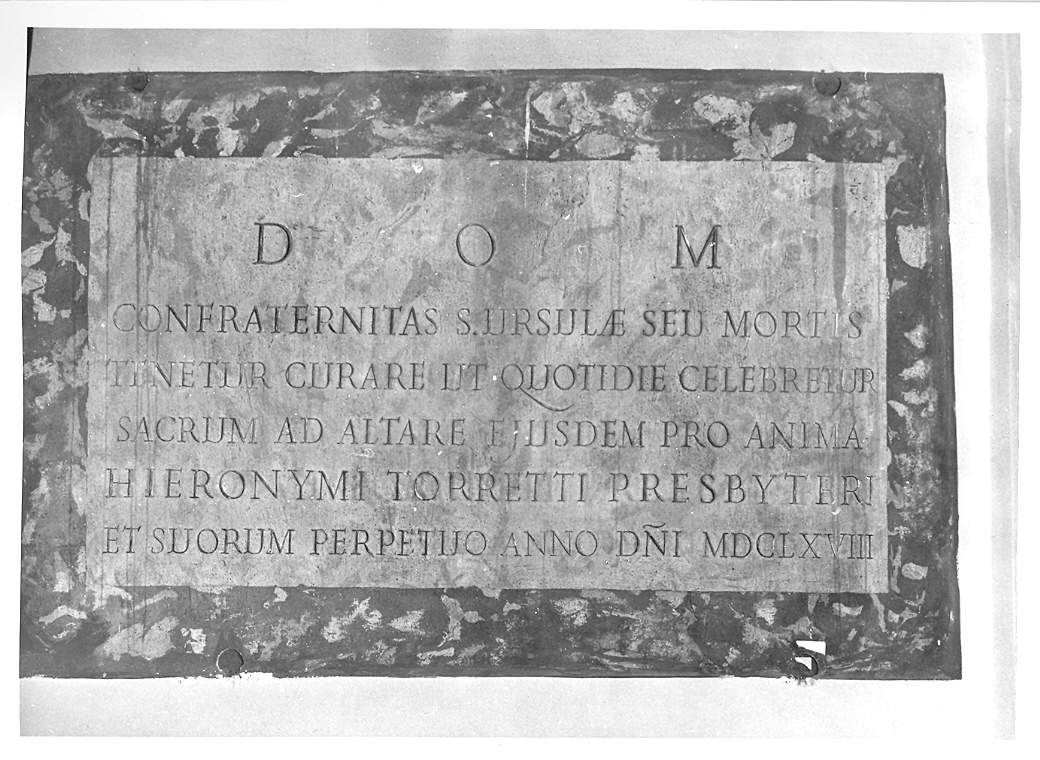 D O M
CONFRATERNITAS S. URSULÆ SEU MORTIS
TENETUR CURARE UT QUOTIDIE CELEBRETUR
SACRUM AD ALTARE EJUSDEM PRO ANIMA
HIERONYMI TORRETTI PRESBYTERI
ET SUORUM PERPETUO ANNO DÑI MDCLXVIII